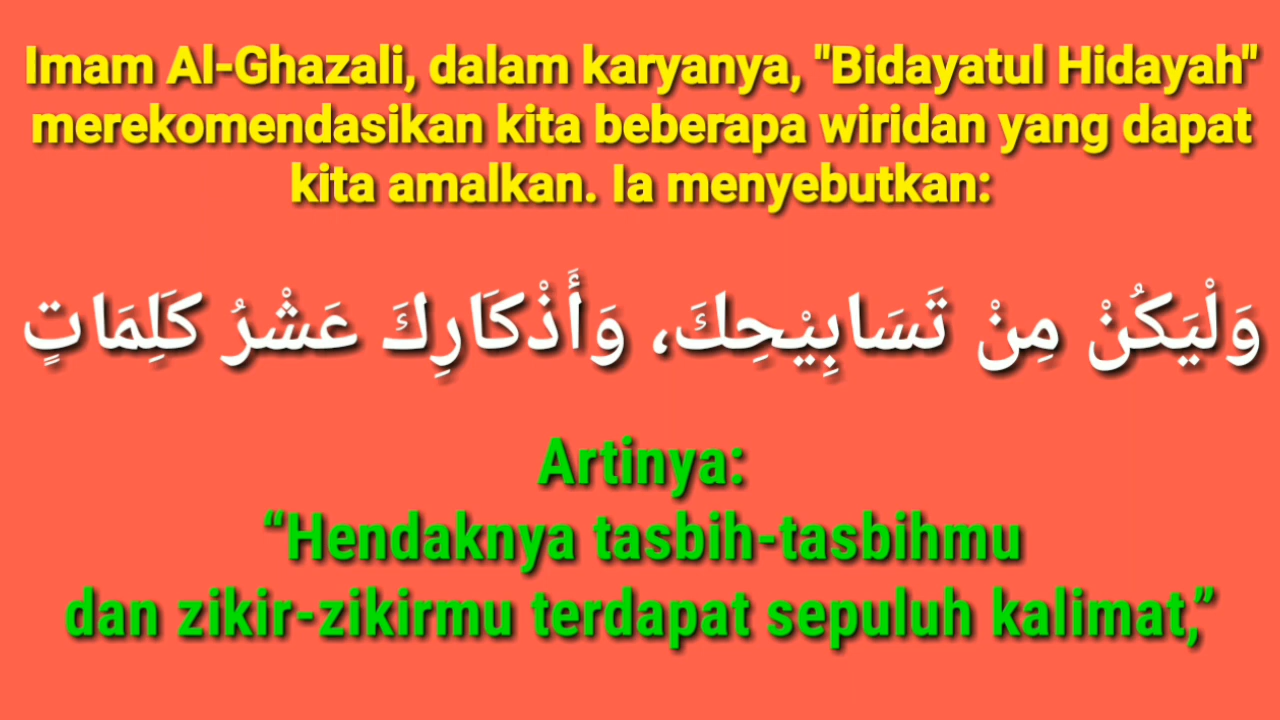 Imam Al-Ghazali, dalam karyanya, "Bidayatul Hidayah"
merekomendasikan kita beberapa wiridan yang dapat
kita amalkan. Ia menyebutkan:
وَلْيَكُنْ مِنْ تَسَابِيْحِكَ، وَأَذْكَارِكَ عَشْرُ كَلِمَاتٍ
Artinya:
“Hendaknya tasbih-tasbihmu
dan zikir-zikirmu terdapat sepuluh kalimat,”